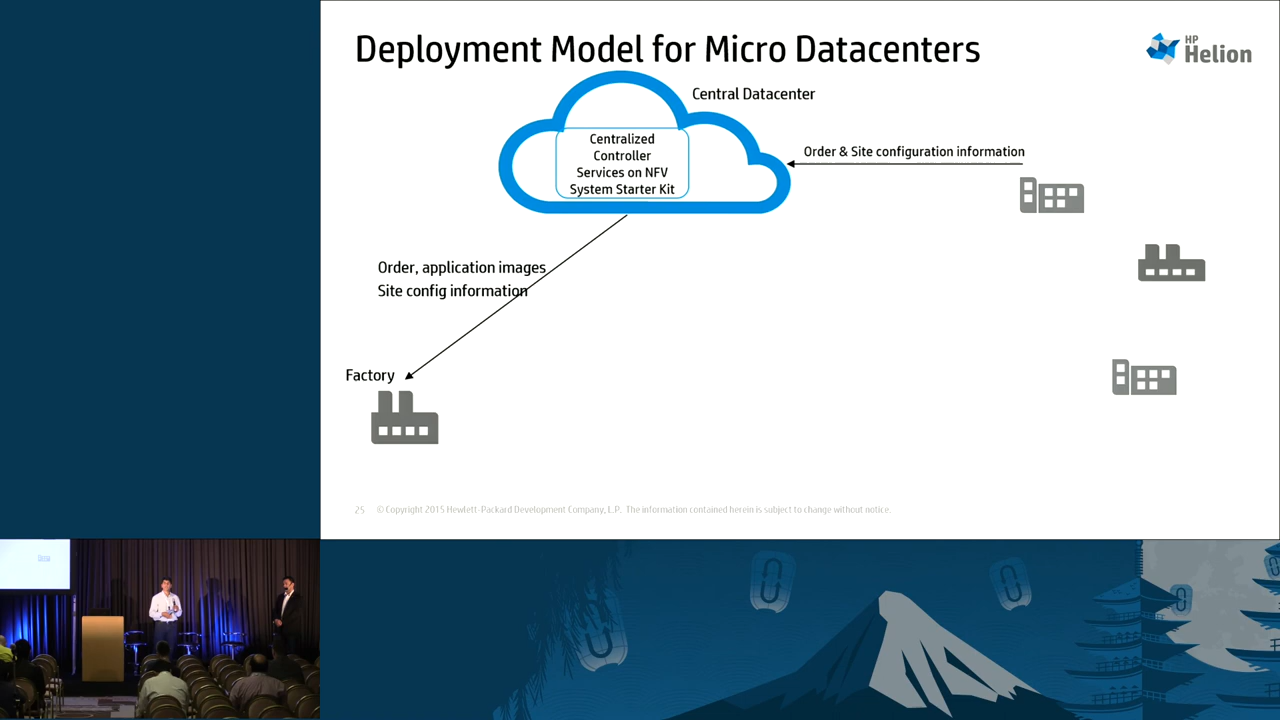 Deployment Model for Micro Datacenters
HP
Helion
Central Datacenter
Centralized
Controller
Services on NFV
System Starter Kit
Order & Site configuration information
Order, application images
Site config information
Factory
25 © Copyright 2015 Hewlett-Packard Development Company, L.P. The information contained herein is subject to change without notice.